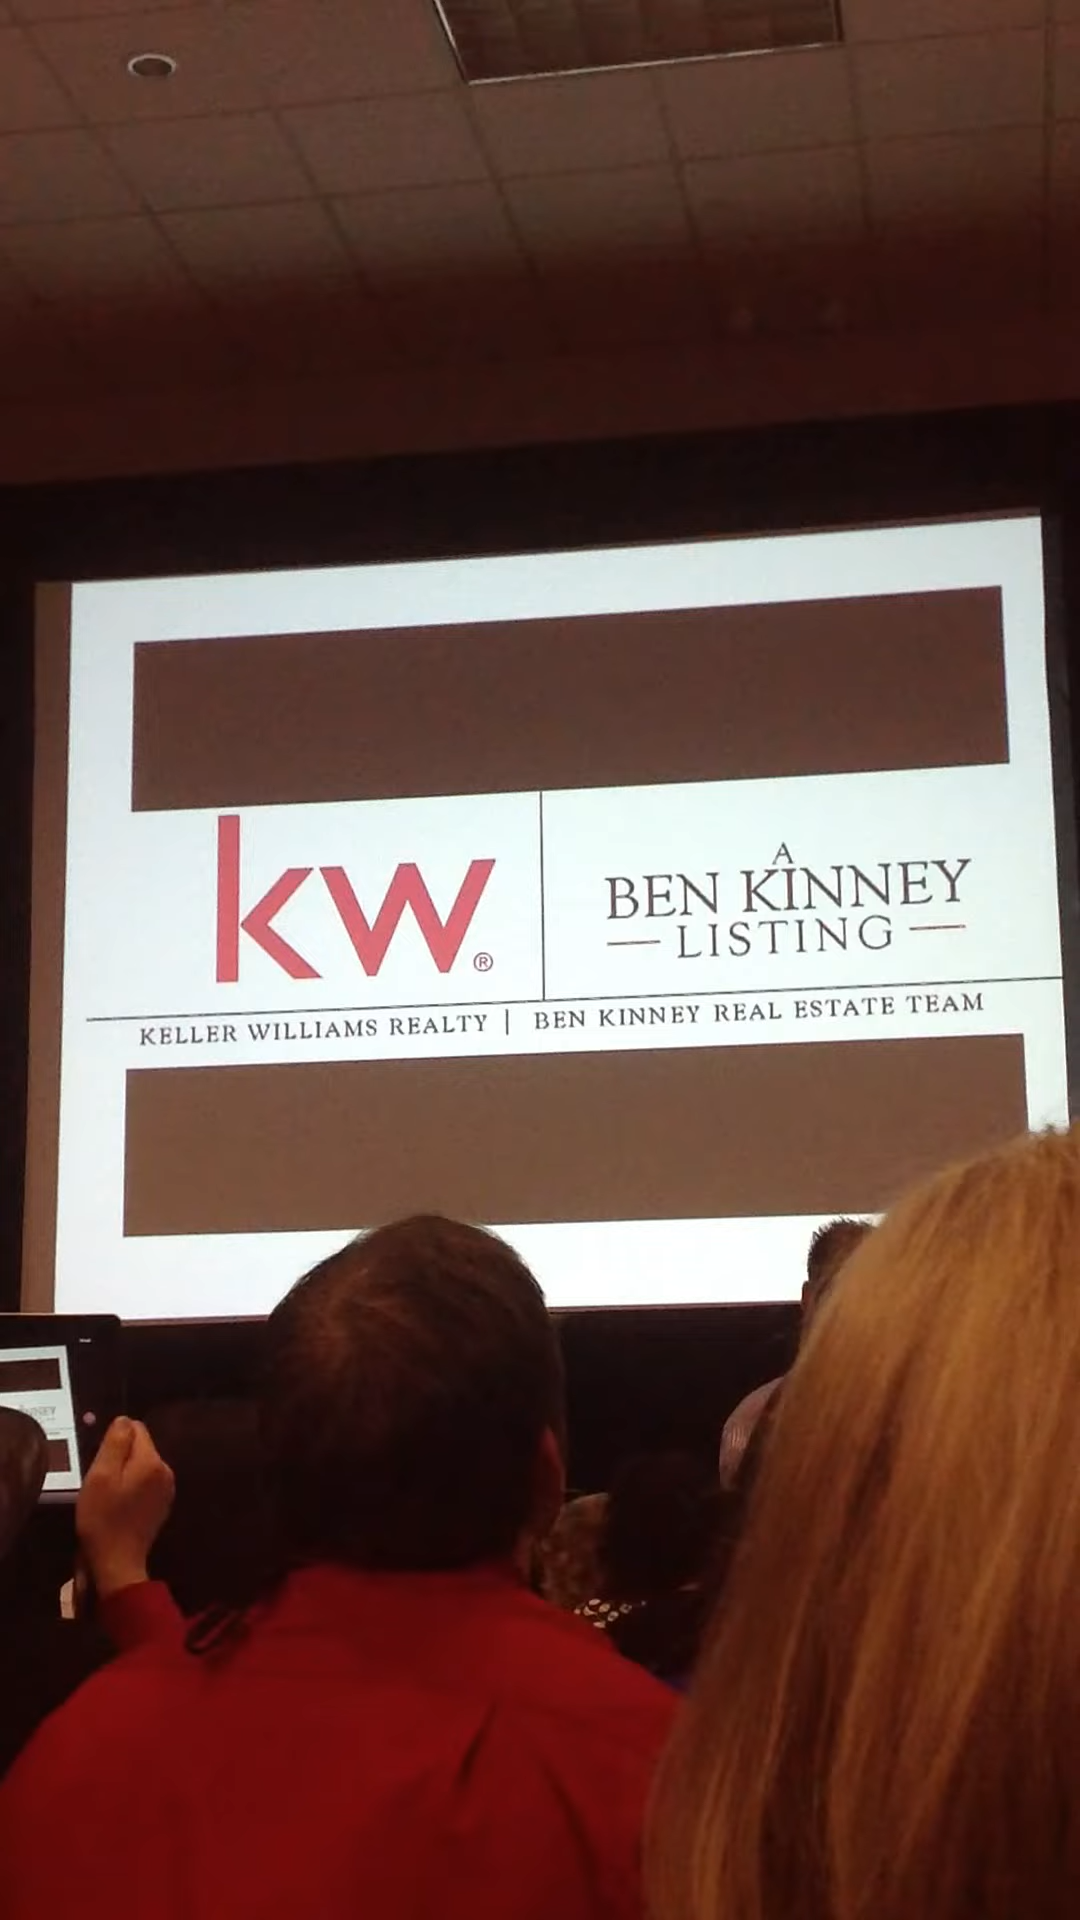 kw®
A
BEN KINNEY
LISTING
KELLER WILLIAMS REALTY | BEN KINNEY REAL ESTATE TEAM